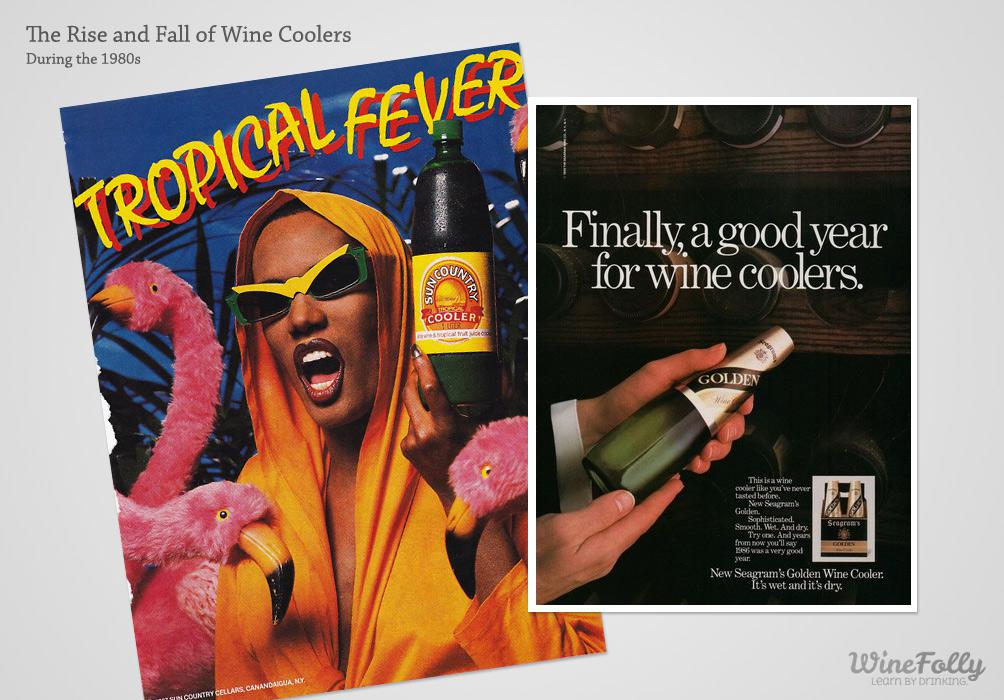 The Rise and Fall of Wine Coolers
During the 1980s
TROPICAL FEVER
SUN COUNTRY
TROPICAL
COOLER
SUN COUNTRY CELLARS, CANANDAIGUA, N.Y.
Finally, a good year
for wine coolers.
GOLDEN
Wine
This is a wine
cooler like you've never
tasted before.
New Seagram's
Golden.
Sophisticated.
Smooth. Wet. And dry.
Try one. And years
from now you'll say
1986 was a very good
year.
Seagram's
GOLDEN
New Seagram's Golden Wine Cooler.
It's wet and it's dry.
WineFolly
LEARN BY DRINKING.